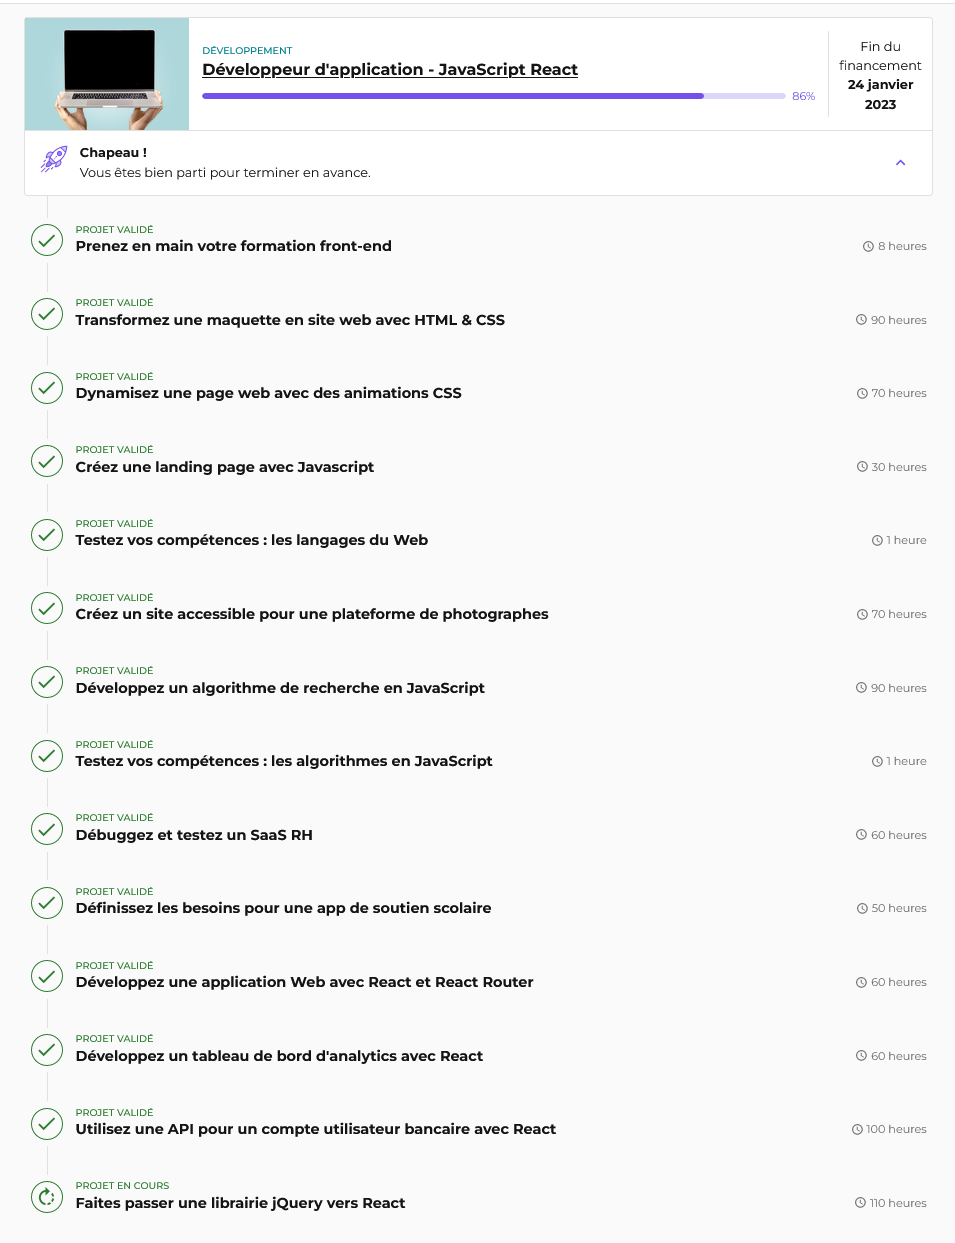 DÉVELOPPEMENT
Développeur d'application - JavaScript React
86%
Fin du
financement
24 janvier
2023
Chapeau !
Vous êtes bien parti pour terminer en avance.
PROJET VALIDÉ
Prenez en main votre formation front-end
8 heures
PROJET VALIDÉ
Transformez une maquette en site web avec HTML & CSS
90 heures
PROJET VALIDÉ
Dynamisez une page web avec des animations CSS
70 heures
PROJET VALIDÉ
Créez une landing page avec Javascript
30 heures
PROJET VALIDÉ
Testez vos compétences : les langages du Web
1 heure
PROJET VALIDÉ
Créez un site accessible pour une plateforme de photographes
70 heures
PROJET VALIDÉ
Développez un algorithme de recherche en JavaScript
90 heures
PROJET VALIDÉ
Testez vos compétences : les algorithmes en JavaScript
1 heure
PROJET VALIDÉ
Débuggez et testez un SaaS RH
60 heures
PROJET VALIDÉ
Définissez les besoins pour une app de soutien scolaire
50 heures
PROJET VALIDÉ
Développez une application Web avec React et React Router
60 heures
PROJET VALIDÉ
Développez un tableau de bord d'analytics avec React
60 heures
PROJET VALIDÉ
Utilisez une API pour un compte utilisateur bancaire avec React
100 heures
PROJET EN COURS
Faites passer une librairie jQuery vers React
110 heures